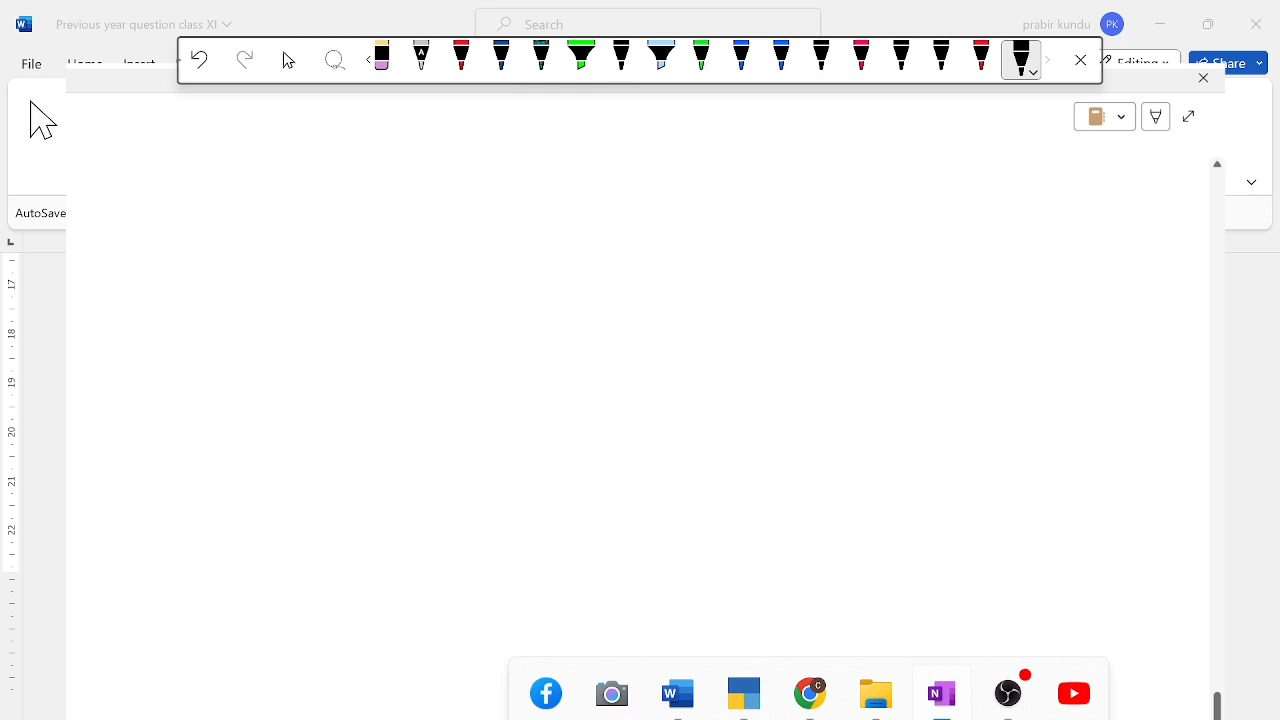 Previous year question class XI
Search
prabir kundu
PK
File
Home
Insert
Editing
Share
AutoSave
17
18
19
20
21
22